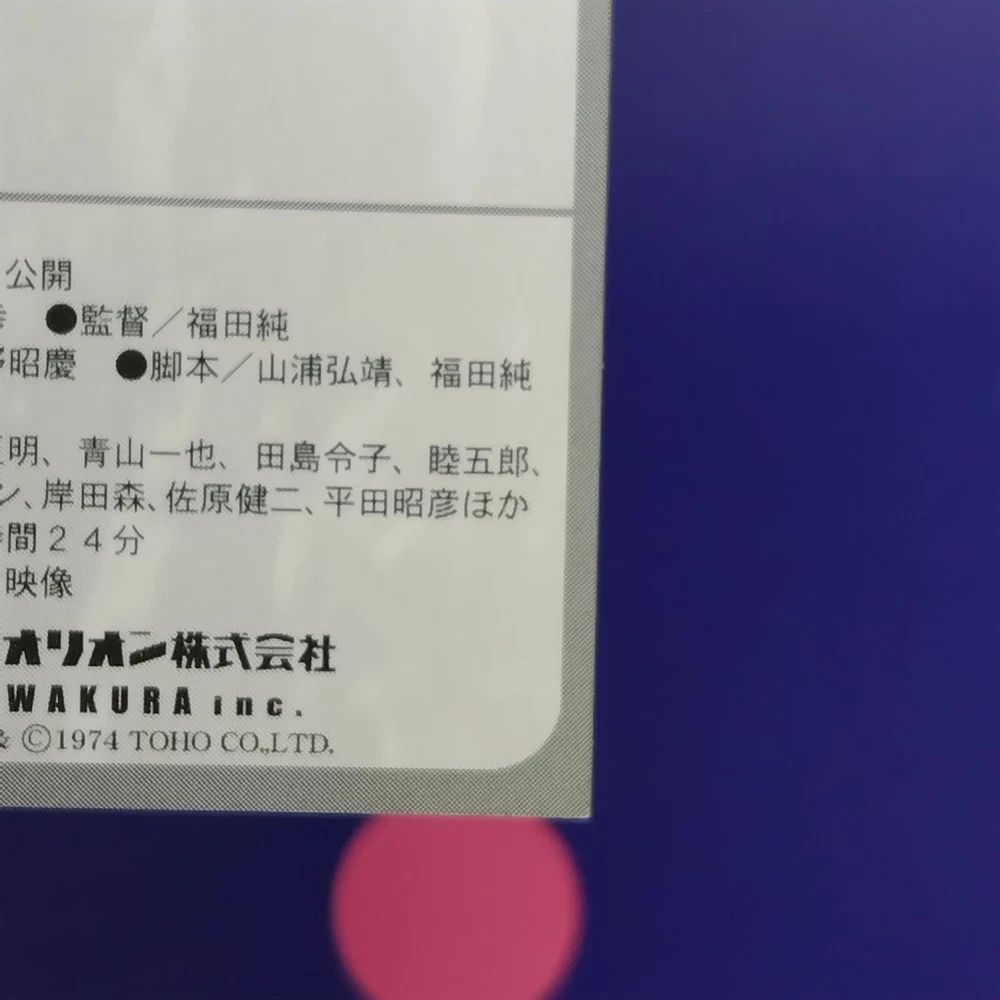 公開
●監督／福田純
昭慶 ●脚本／山浦弘靖、福田純
明、青山一也、田島令子、睦五郎、
ン、岸田森、佐原健二、平田昭彦ほか
間２４分
映像
オリオン株式会社
WAKURA inc.
& ©1974 TOHO CO.,LTD.